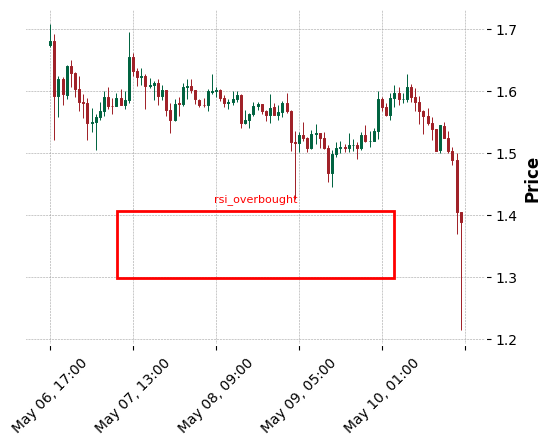 1.7
1.6
1.5
rsi_overbought
1.4
1.3
1.2
Price
May 06, 17:00
May 07, 13:00
May 08, 09:00
May 09, 05:00
May 10, 01:00